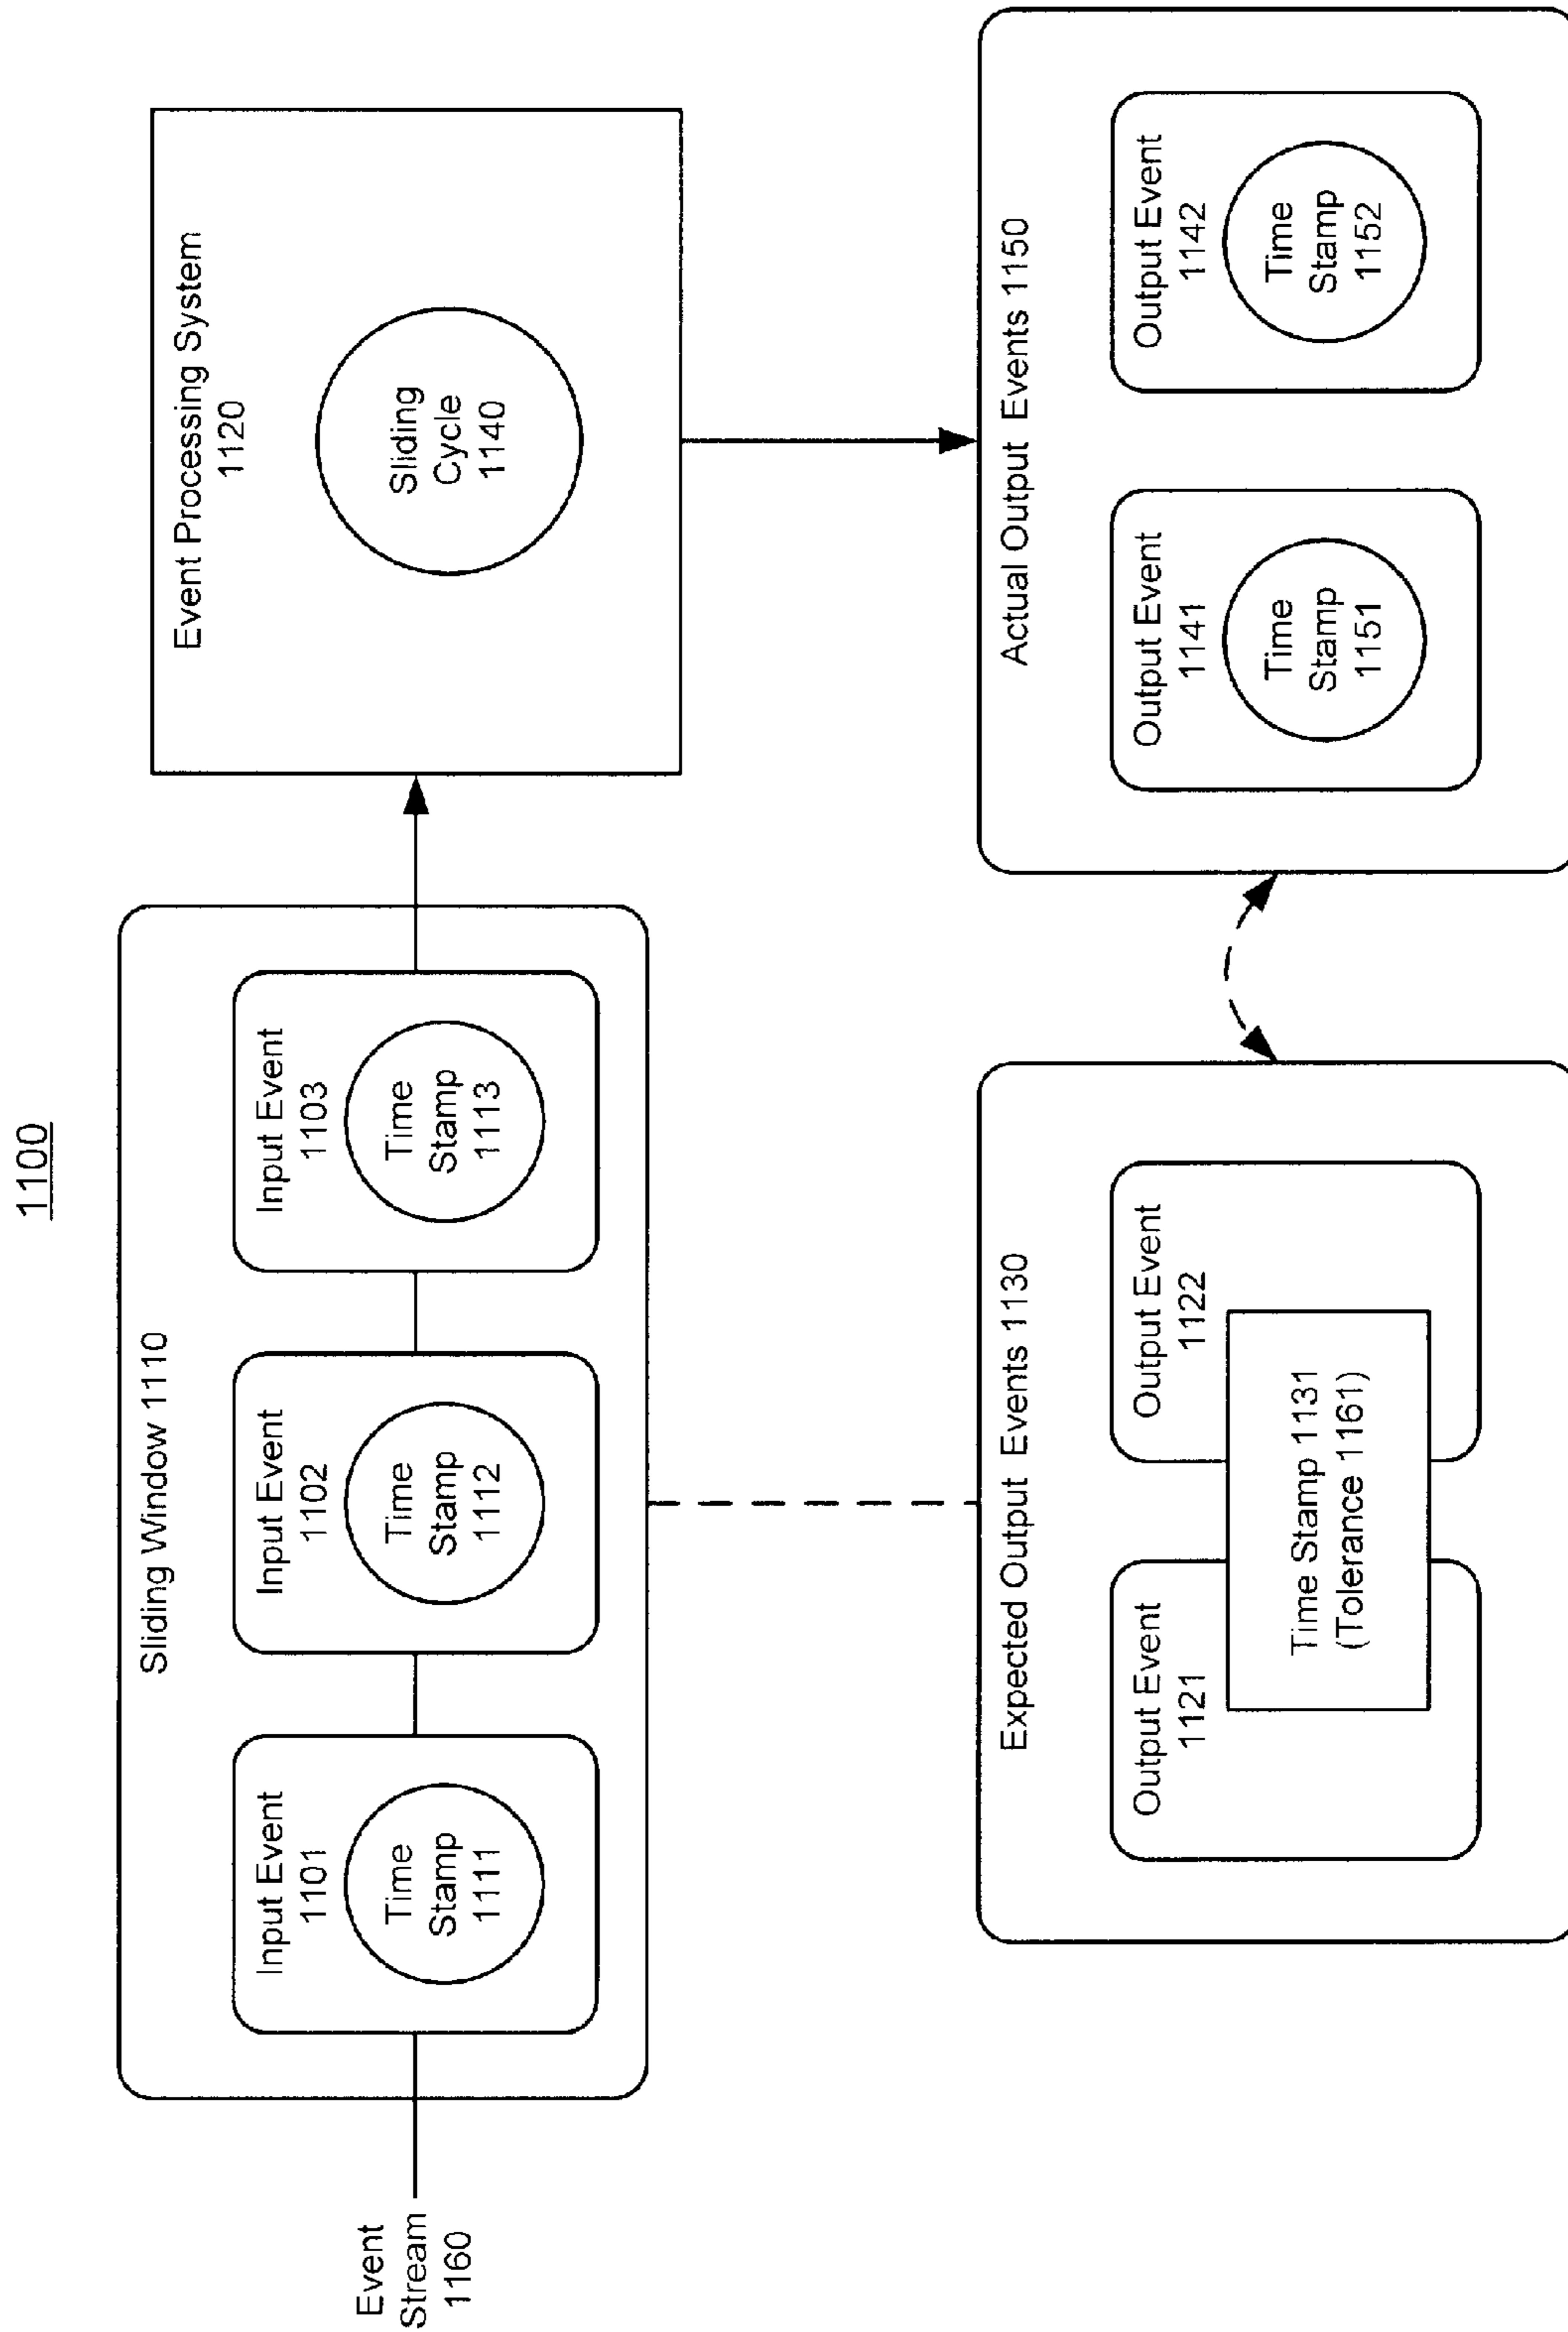 1100
Sliding Window 1110
Event
Stream
1160
Input Event
1101
Time
Stamp
1111
Input Event
1102
Time
Stamp
1112
Input Event
1103
Time
Stamp
1113
Event Processing System
1120
Sliding
Cycle
1140
Expected Output Events 1130
Output Event
1121
Output Event
1122
Time Stamp 1131
(Tolerance 1161)
Actual Output Events 1150
Output Event
1141
Time
Stamp
1151
Output Event
1142
Time
Stamp
1152